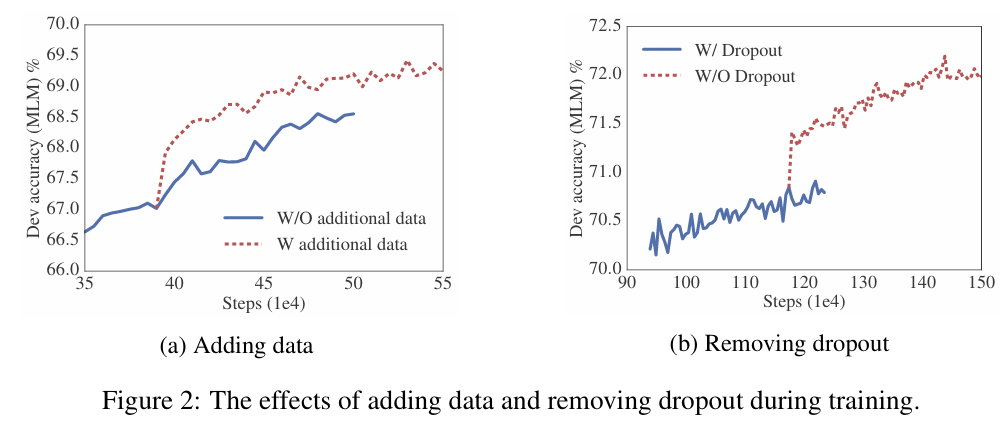 70.0
69.5
69.0
68.5
68.0
67.5
67.0
66.5
66.0
Dev accuracy (MLM) %
W/O additional data
W additional data
35 40 45 50 55
Steps (1e4)
(a) Adding data
72.5
72.0
71.5
71.0
70.5
70.0
Dev accuracy (MLM) %
W/ Dropout
W/O Dropout
90 100 110 120 130 140 150
Steps (1e4)
(b) Removing dropout
Figure 2: The effects of adding data and removing dropout during training.